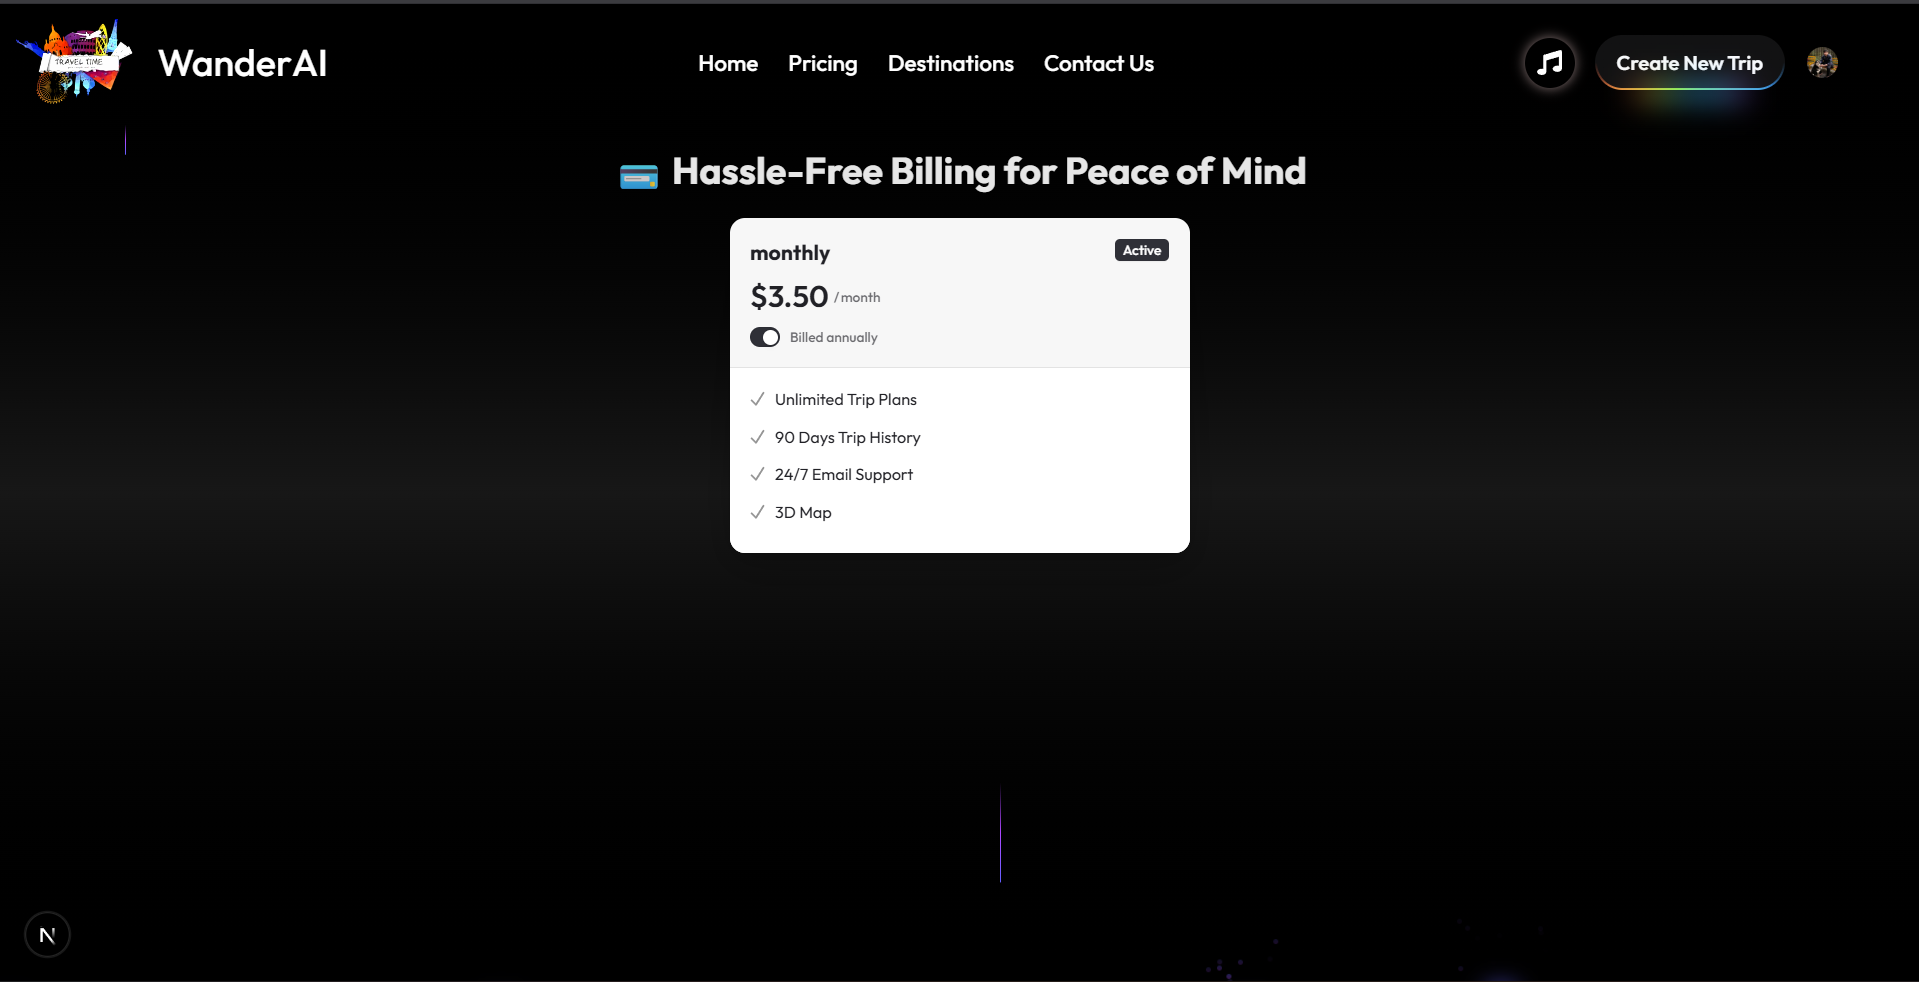 TRAVEL TIME
WanderAI
Home Pricing Destinations Contact Us
Create New Trip
Hassle-Free Billing for Peace of Mind
monthly
Active
$3.50 / month
Billed annually
Unlimited Trip Plans
90 Days Trip History
24/7 Email Support
3D Map
N